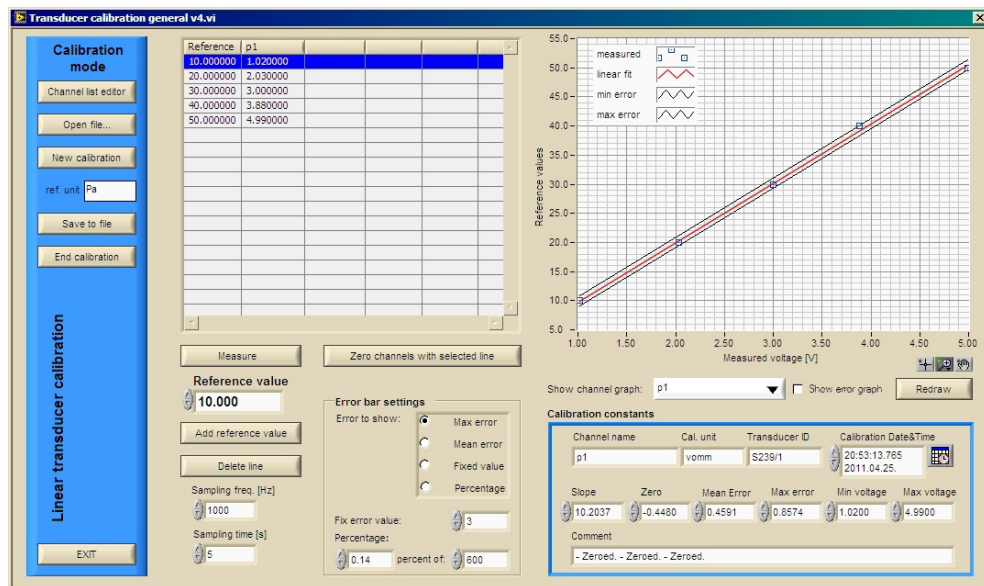 Transducer calibration general v4.vi
Calibration mode
Channel list editor
Open file...
New calibration
ref. unit Pa
Save to file
End calibration
Linear transducer calibration
EXIT
Reference p1
10.000000 1.020000
20.000000 2.030000
30.000000 3.000000
40.000000 3.880000
50.000000 4.990000
Measure
Zero channels with selected line
Reference value
10.000
Add reference value
Delete line
Sampling freq. [Hz]
1000
Sampling time [s]
5
Error bar settings
Error to show:
Max error
Mean error
Fixed value
Percentage
Fix error value: 3
Percentage:
0.14 percent of: 600
measured
linear fit
min error
max error
Reference values
55.0
50.0
45.0
40.0
35.0
30.0
25.0
20.0
15.0
10.0
5.0
1.00 1.50 2.00 2.50 3.00 3.50 4.00 4.50 5.00
Measured voltage [V]
Show channel graph: p1
Show error graph
Redraw
Calibration constants
Channel name Cal. unit Transducer ID Calibration Date&Time
p1 vomm S239/1 20:53:13.765
2011.04.25.
Slope Zero Mean Error Max error Min voltage Max voltage
10.2037 -0.4480 0.4591 0.8574 1.0200 4.9900
Comment
- Zeroed. - Zeroed. - Zeroed.